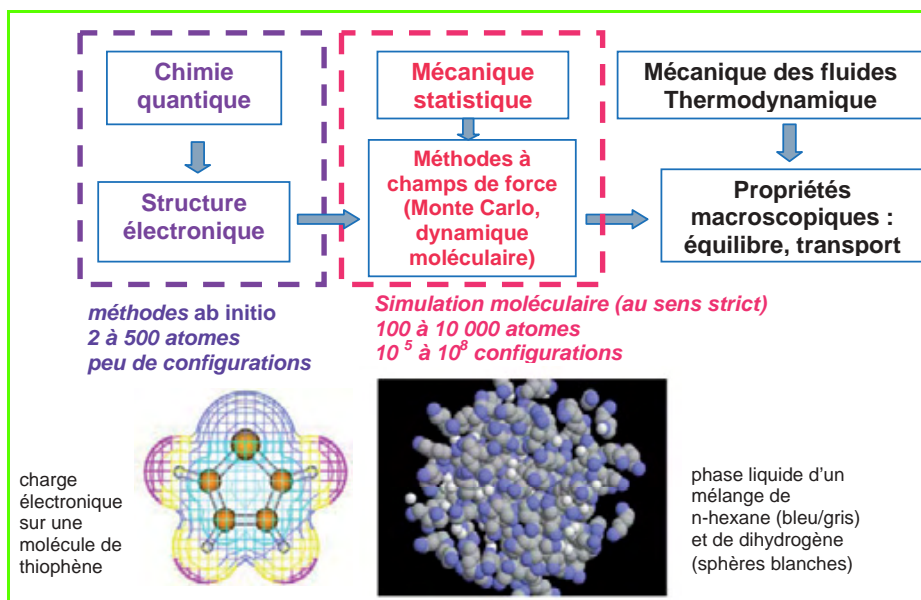 Chimie
quantique
Structure
électronique
Mécanique
statistique
Méthodes à
champs de force
(Monte Carlo,
dynamique
moléculaire)
Mécanique des fluides
Thermodynamique
Propriétés
macroscopiques :
équilibre, transport
méthodes ab initio
2 à 500 atomes
peu de configurations
Simulation moléculaire (au sens strict)
100 à 10 000 atomes
10 ⁵ à 10⁸ configurations
charge
électronique
sur une
molécule de
thiophène
phase liquide d'un
mélange de
n-hexane (bleu/gris)
et de dihydrogène
(sphères blanches)